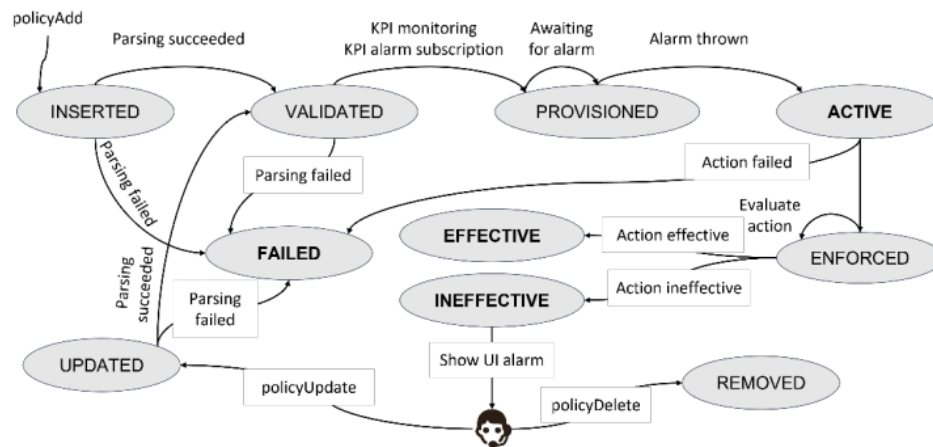 policyAdd
Parsing succeeded
KPI monitoring
KPI alarm subscription
Awaiting
for alarm
Alarm thrown
INSERTED
VALIDATED
PROVISIONED
ACTIVE
Parsing failed
Parsing failed
Action failed
Evaluate
action
FAILED
EFFECTIVE
Action effective
ENFORCED
Parsing
succeeded
Parsing
failed
INEFFECTIVE
Action ineffective
UPDATED
Show UI alarm
REMOVED
policyUpdate
policyDelete